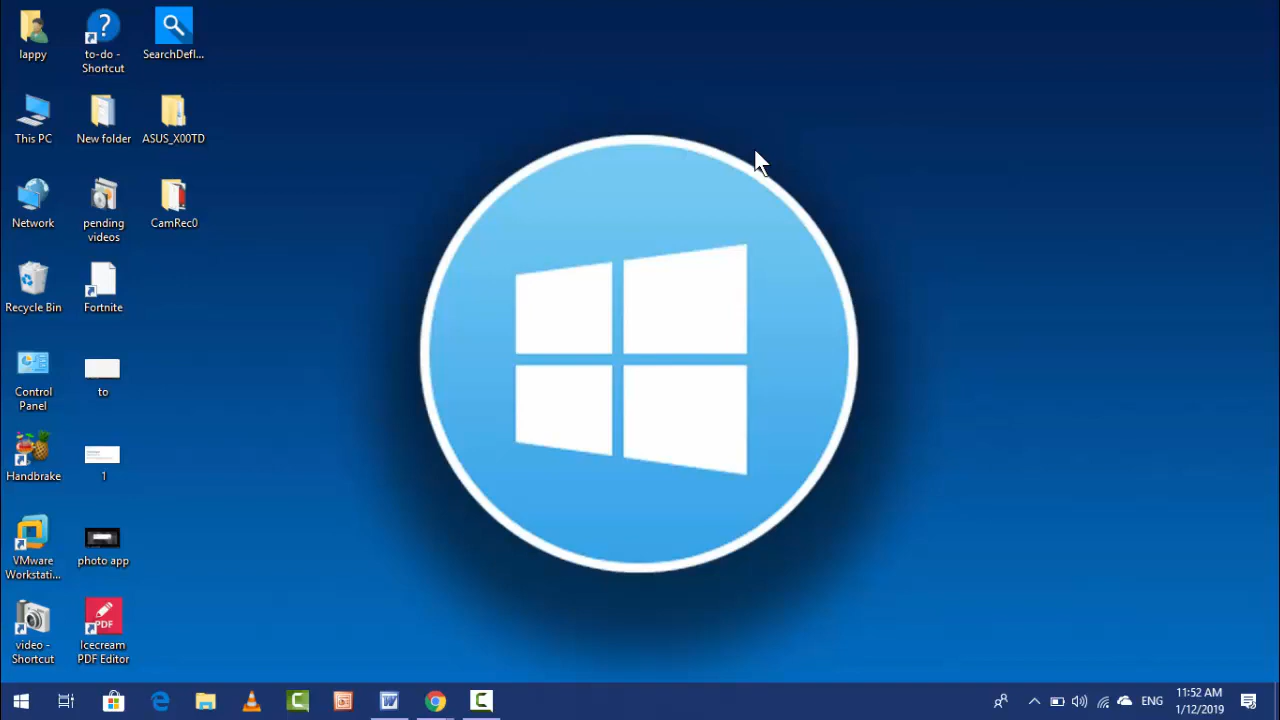 lappy
to-do -
Shortcut
SearchDefl...
This PC
New folder
ASUS_X00TD
Network
pending
videos
CamRec0
Recycle Bin
Fortnite
Control
Panel
to
Handbrake
1
VMware
Workstati...
photo app
video -
Shortcut
PDF
Icecream
PDF Editor
ENG
11:52 AM
1/12/2019